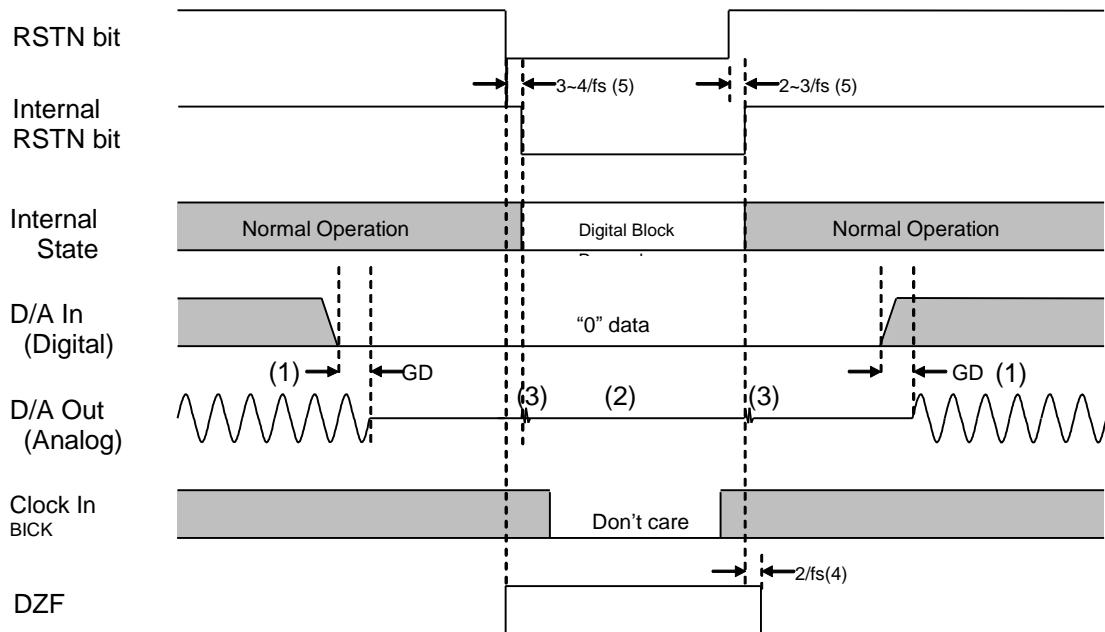 RSTN bit
3~4/fs (5)
2~3/fs (5)
Internal
RSTN bit
Internal
State
Normal Operation
Digital Block
Normal Operation
D/A In
(Digital)
“0” data
(1)
GD
GD
(1)
D/A Out
(Analog)
(3)
(2)
(3)
Clock In
BICK
Don’t care
2/fs(4)
DZF